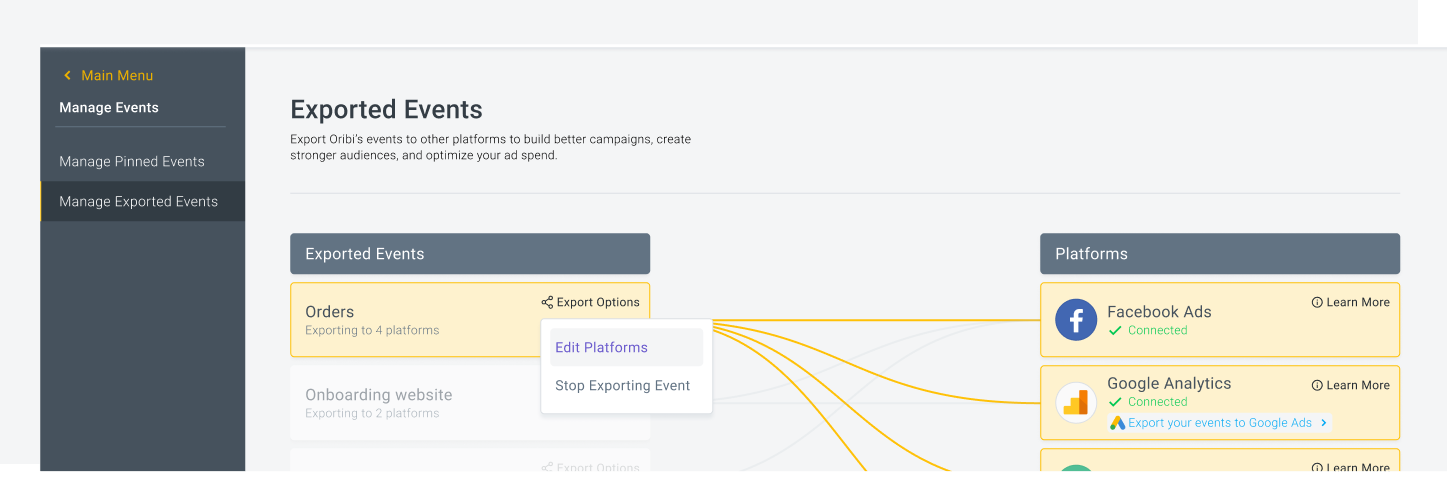 Main Menu
Manage Events
Manage Pinned Events
Manage Exported Events
Exported Events
Export Oribi's events to other platforms to build better campaigns, create
stronger audiences, and optimize your ad spend.
Exported Events
Orders
Exporting to 4 platforms
Export Options
Edit Platforms
Stop Exporting Event
Onboarding website
Exporting to 2 platforms
Export Options
Platforms
Facebook Ads
Connected
Learn More
Google Analytics
Connected
Learn More
Export your events to Google Ads
Learn More